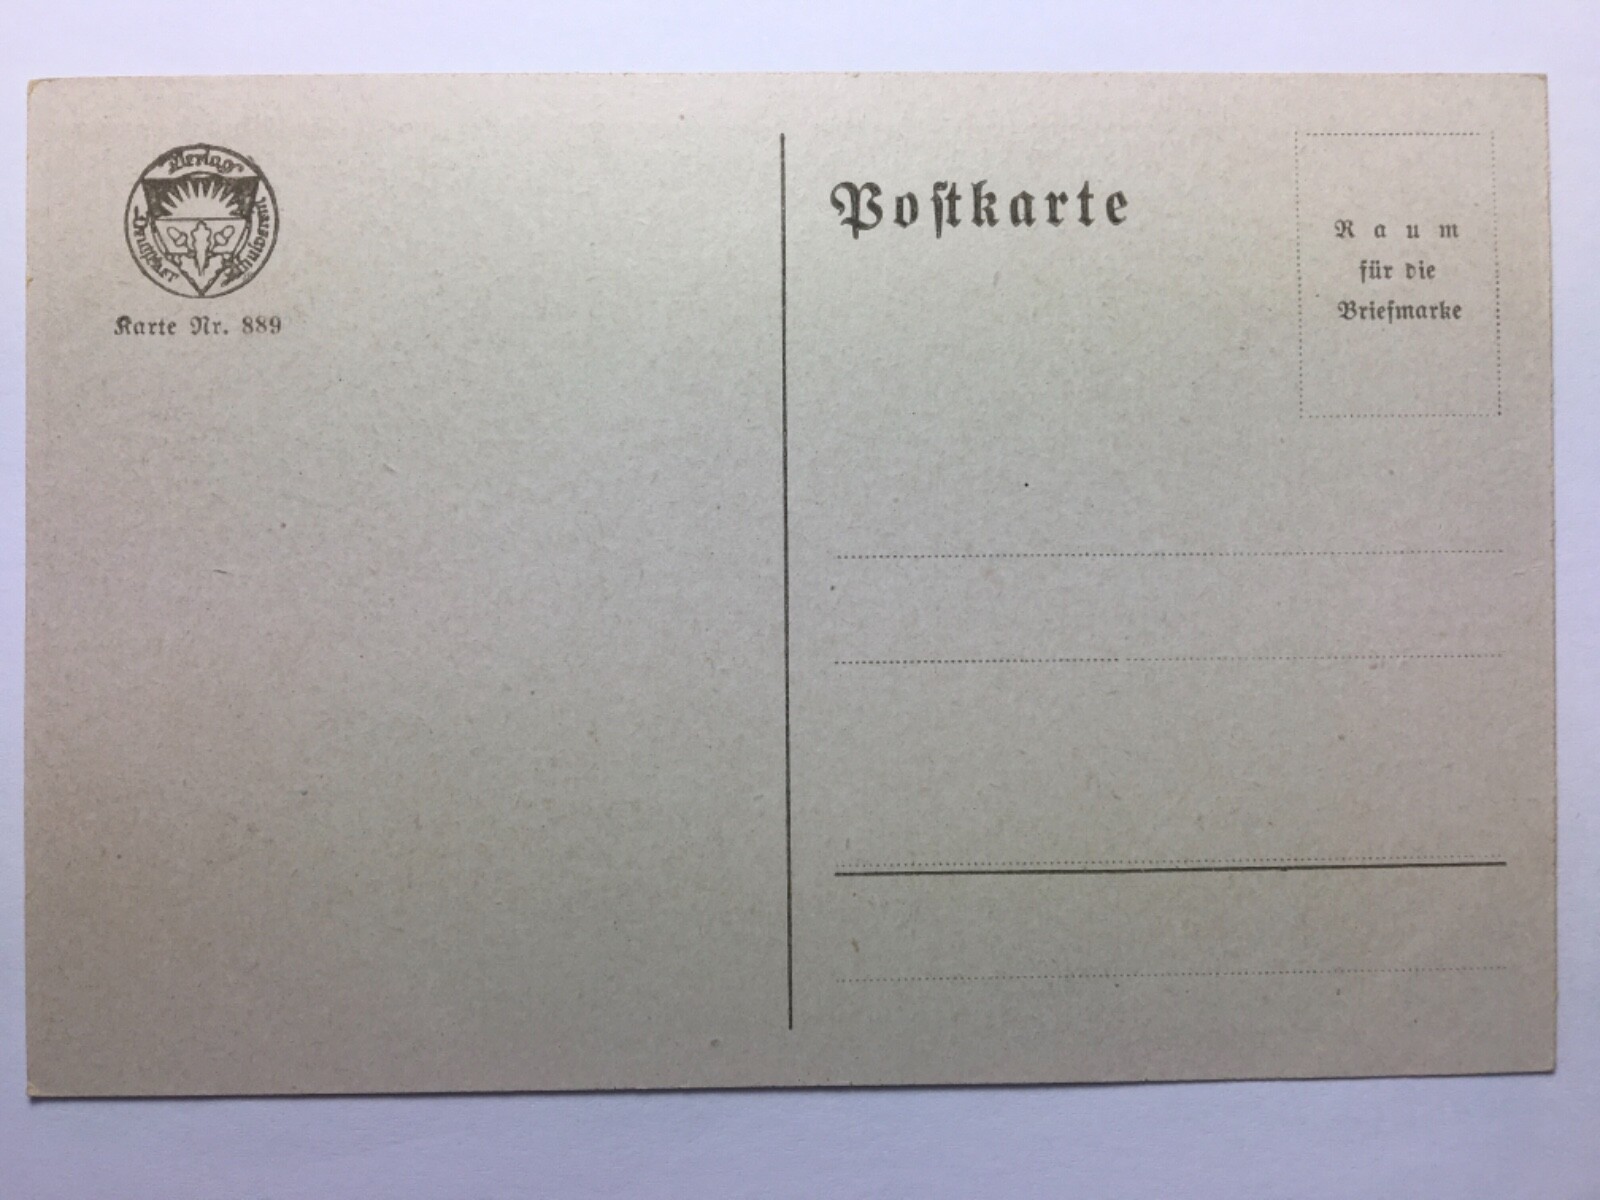 Verlag
Deutscher
Schulverein
Karte Nr. 889
Postkarte
Raum
für die
Briefmarke